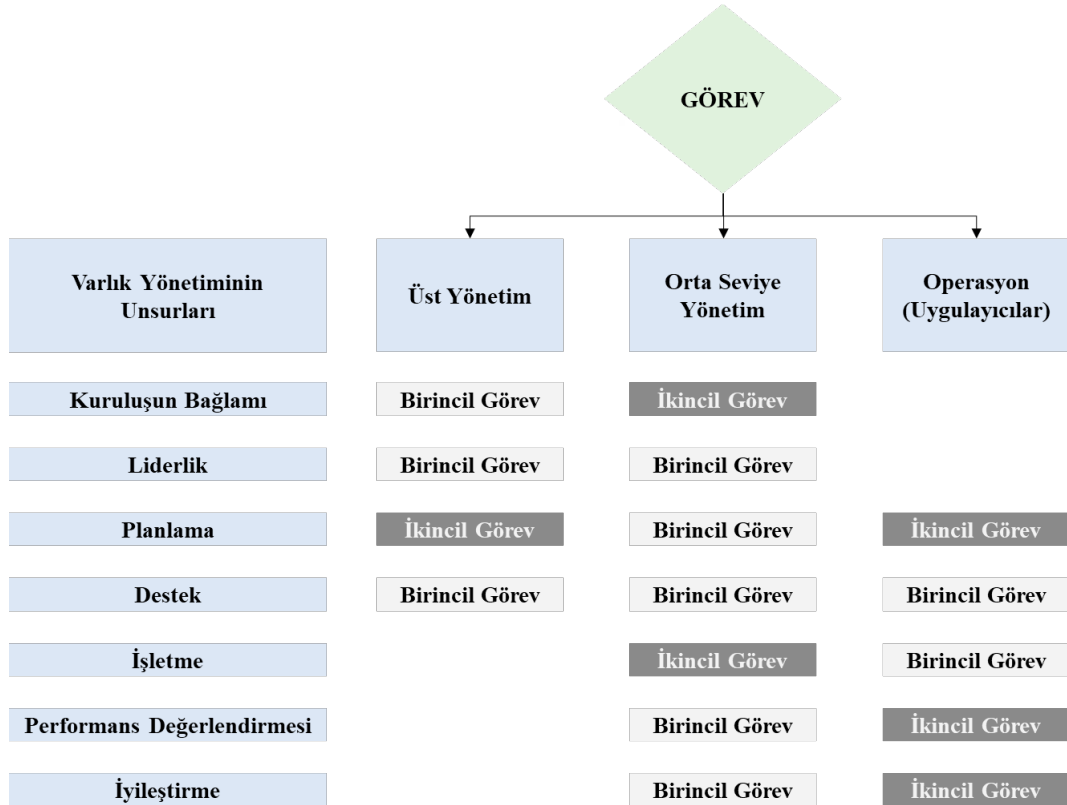 GÖREV
Varlık Yönetiminin
Unsurları
Üst Yönetim
Orta Seviye
Yönetim
Operasyon
(Uygulayıcılar)
Kuruluşun Bağlamı
Birincil Görev
İkincil Görev
Liderlik
Birincil Görev
Birincil Görev
Planlama
İkincil Görev
Birincil Görev
İkincil Görev
Destek
Birincil Görev
Birincil Görev
Birincil Görev
İşletme
İkincil Görev
Birincil Görev
Performans Değerlendirmesi
Birincil Görev
İkincil Görev
İyileştirme
Birincil Görev
İkincil Görev